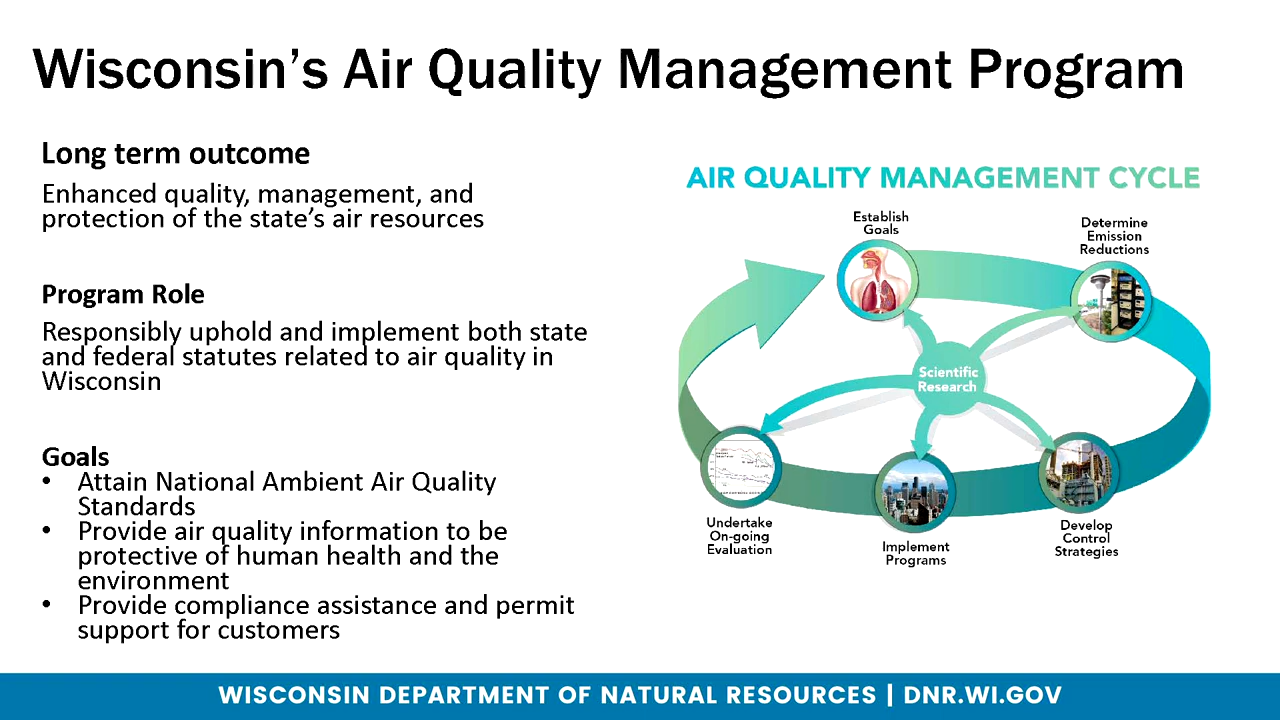 Wisconsin’s Air Quality Management Program
Long term outcome
Enhanced quality, management, and
protection of the state’s air resources
Program Role
Responsibly uphold and implement both state
and federal statutes related to air quality in
Wisconsin
Goals
• Attain National Ambient Air Quality
Standards
• Provide air quality information to be
protective of human health and the
environment
• Provide compliance assistance and permit
support for customers
AIR QUALITY MANAGEMENT CYCLE
Establish
Goals
Determine
Emission
Reductions
Scientific
Research
Undertake
On-going
Evaluation
Implement
Programs
Develop
Control
Strategies
WISCONSIN DEPARTMENT OF NATURAL RESOURCES | DNR.WI.GOV